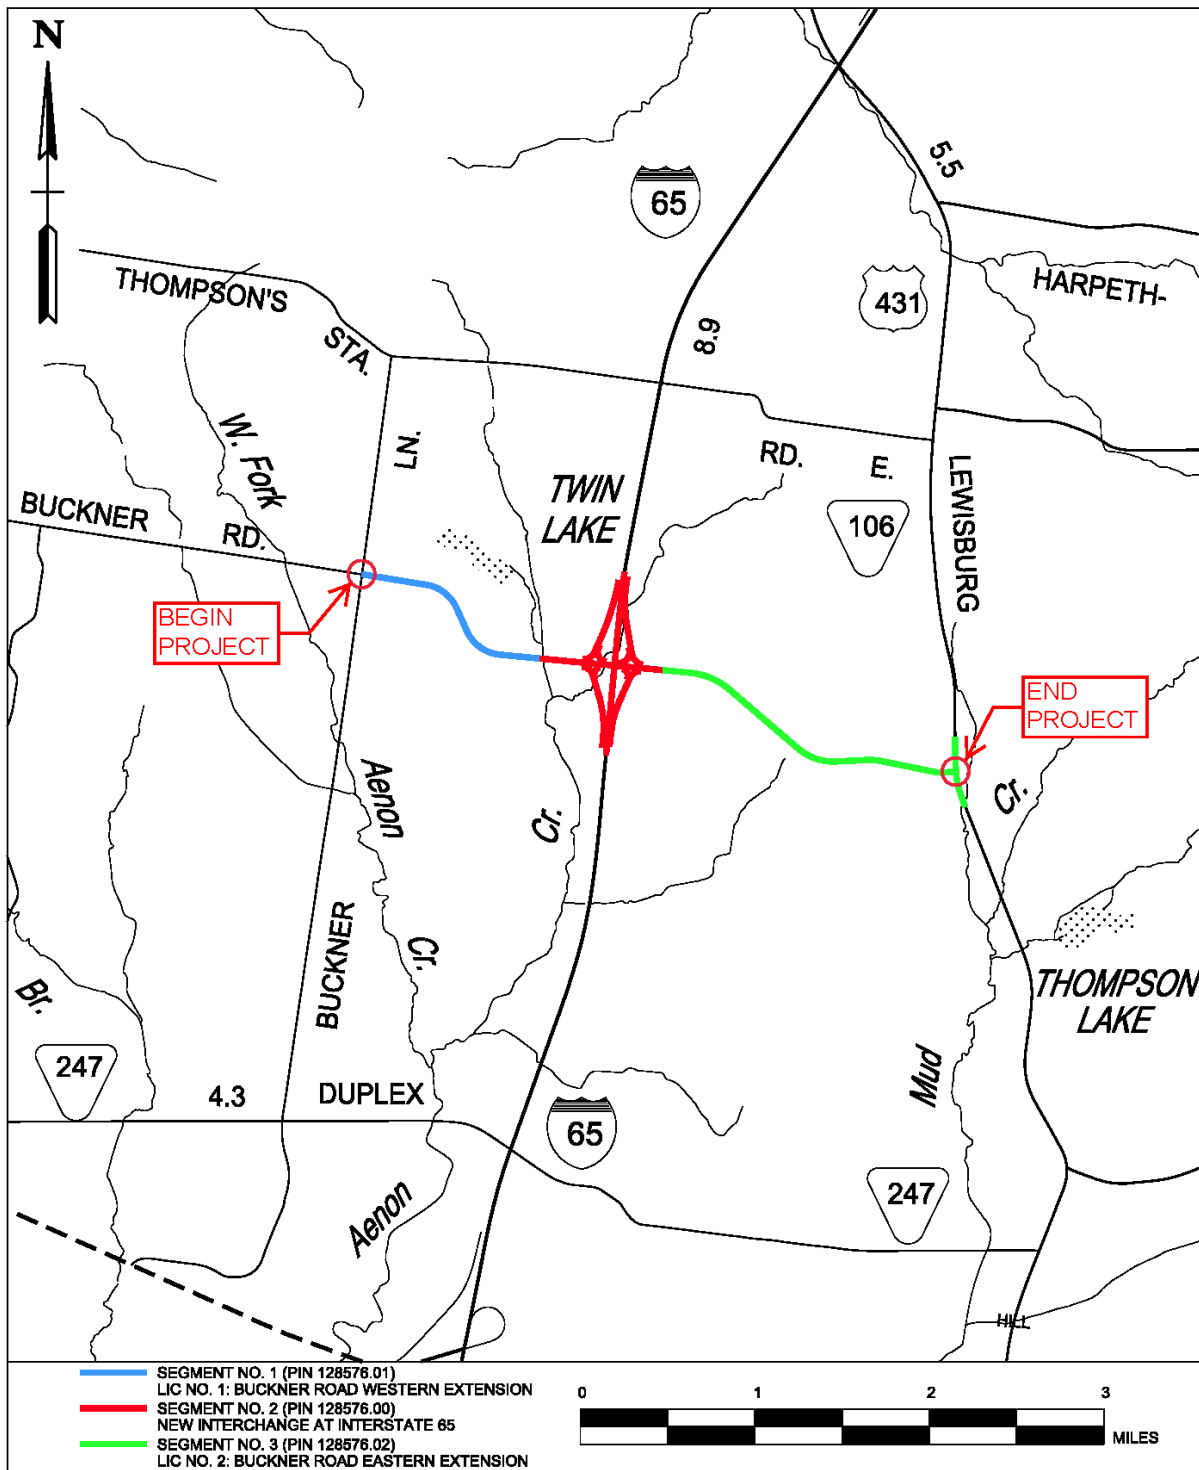 N
5.5
65
THOMPSON'S
STA.
431
HARPETH-
8.9
W. Fork
LN.
RD.
E.
LEWISBURG
TWIN
LAKE
106
BUCKNER
RD.
BEGIN
PROJECT
END
PROJECT
Aenon
Cr.
Cr.
Cr.
BUCKNER
Br.
THOMPSON
LAKE
247
4.3
DUPLEX
65
Mud
247
Aenon
HILL
SEGMENT NO. 1 (PIN 128576.01)
LIC NO. 1: BUCKNER ROAD WESTERN EXTENSION
SEGMENT NO. 2 (PIN 128576.00)
NEW INTERCHANGE AT INTERSTATE 65
SEGMENT NO. 3 (PIN 128576.02)
LIC NO. 2: BUCKNER ROAD EASTERN EXTENSION
0 1 2 3
MILES